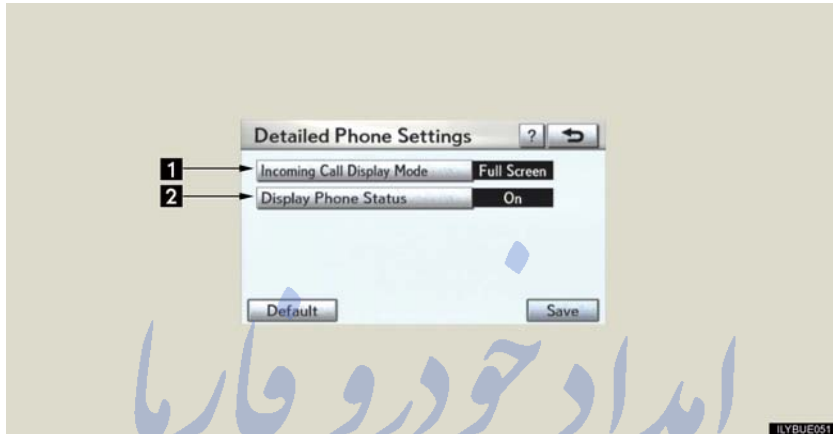 Detailed Phone Settings ?
1 Incoming Call Display Mode Full Screen
2 Display Phone Status On
Default Save
امداد خودرو فارما
ILYBUE051